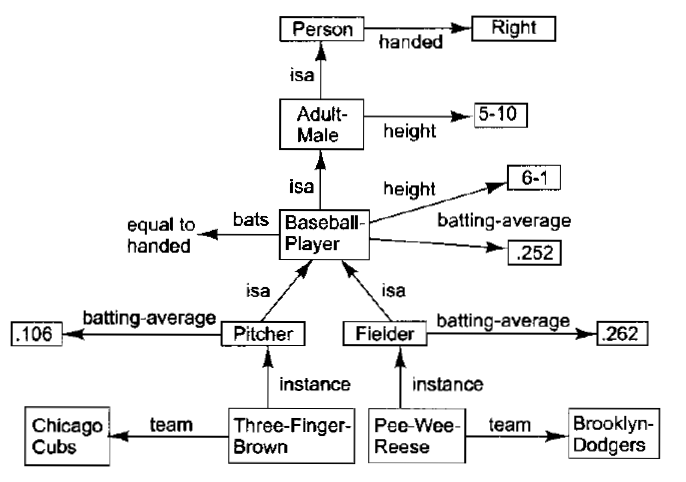 Person
handed
Right
isa
Adult-
Male
height
5-10
isa
height
6-1
equal to
handed
bats
Baseball-
Player
batting-average
.252
isa
isa
.106
batting-average
Pitcher
Fielder
batting-average
.262
instance
instance
Chicago
Cubs
team
Three-Finger-
Brown
Pee-Wee-
Reese
team
Brooklyn-
Dodgers